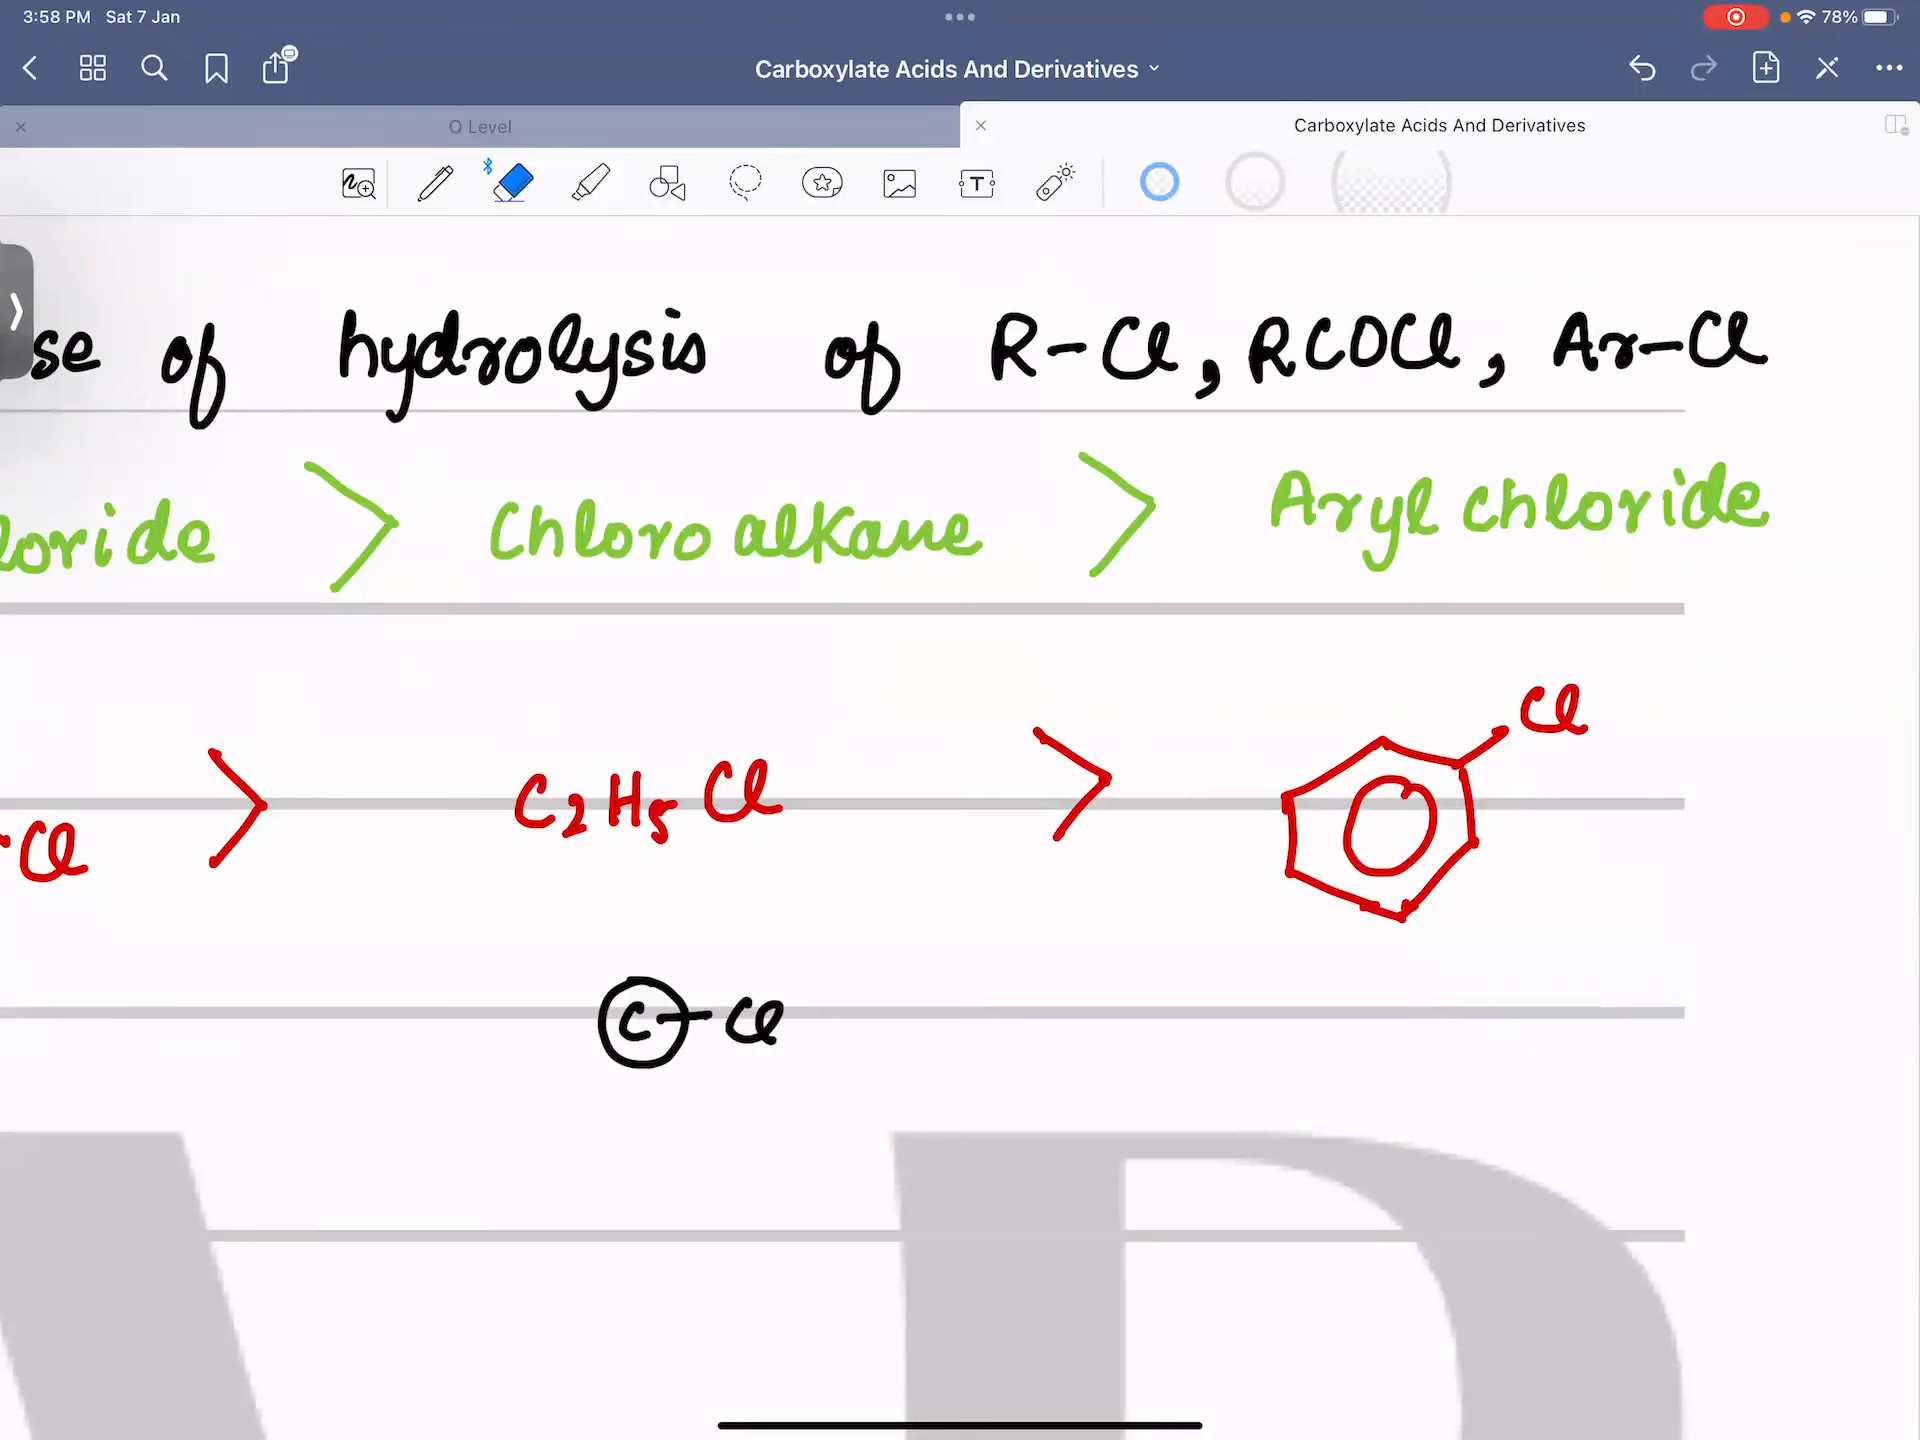 3:58 PM Sat 7 Jan
78%
Carboxylate Acids And Derivatives
O Level
Carboxylate Acids And Derivatives
T
se of hydrolysis of R-Cl, RCOCl, Ar-Cl
loride > Chloro alkane > Aryl chloride
Cl
-Cl > C2H5Cl >
C-Cl